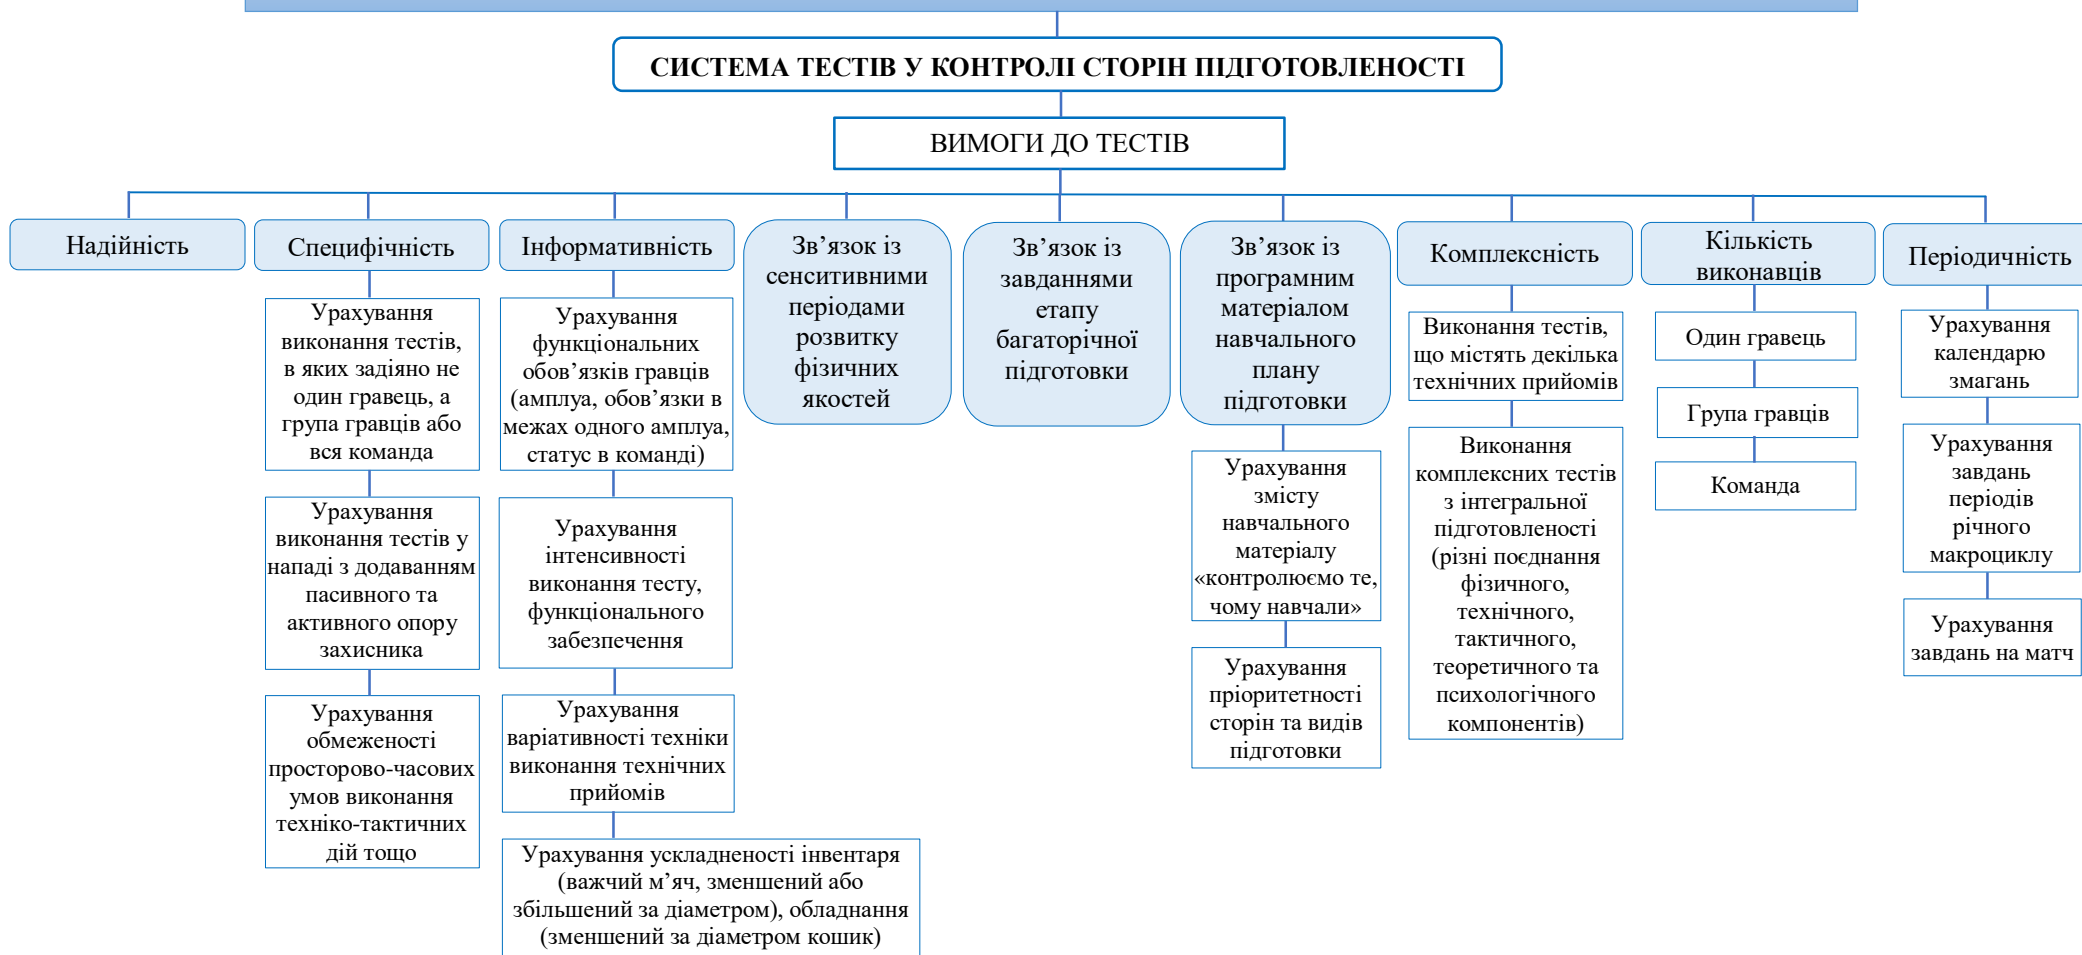 СИСТЕМА ТЕСТІВ У КОНТРОЛІ СТОРІН ПІДГОТОВЛЕНОСТІ
ВИМОГИ ДО ТЕСТІВ
Надійність
Специфічність
Урахування
виконання тестів,
в яких задіяно не
один гравець, а
група гравців або
вся команда
Урахування
виконання тестів у
нападі з додаванням
пасивного та
активного опору
захисника
Урахування
обмеженості
просторово-часових
умов виконання
техніко-тактичних
дій тощо
Інформативність
Урахування
функціональних
обов’язків гравців
(амплуа, обов’язки в
межах одного амплуа,
статус в команді)
Урахування
інтенсивності
виконання тесту,
функціонального
забезпечення
Урахування
варіативності техніки
виконання технічних
прийомів
Урахування ускладненості інвентаря
(важчий м’яч, зменшений або
збільшений за діаметром), обладнання
(зменшений за діаметром кошик)
Зв’язок із
сенситивними
періодами
розвитку
фізичних
якостей
Зв’язок із
завданнями
етапу
багаторічної
підготовки
Зв’язок із
програмним
матеріалом
навчального
плану
підготовки
Урахування
змісту
навчального
матеріалу
«контролюємо те,
чому навчали»
Урахування
пріоритетності
сторін та видів
підготовки
Комплексність
Виконання тестів,
що містять декілька
технічних прийомів
Виконання
комплексних тестів
з інтегральної
підготовленості
(різні поєднання
фізичного,
технічного,
тактичного,
теоретичного та
психологічного
компонентів)
Кількість
виконавців
Один гравець
Група гравців
Команда
Періодичність
Урахування
календарю
змагань
Урахування
завдань
періодів
річного
макроциклу
Урахування
завдань на матч